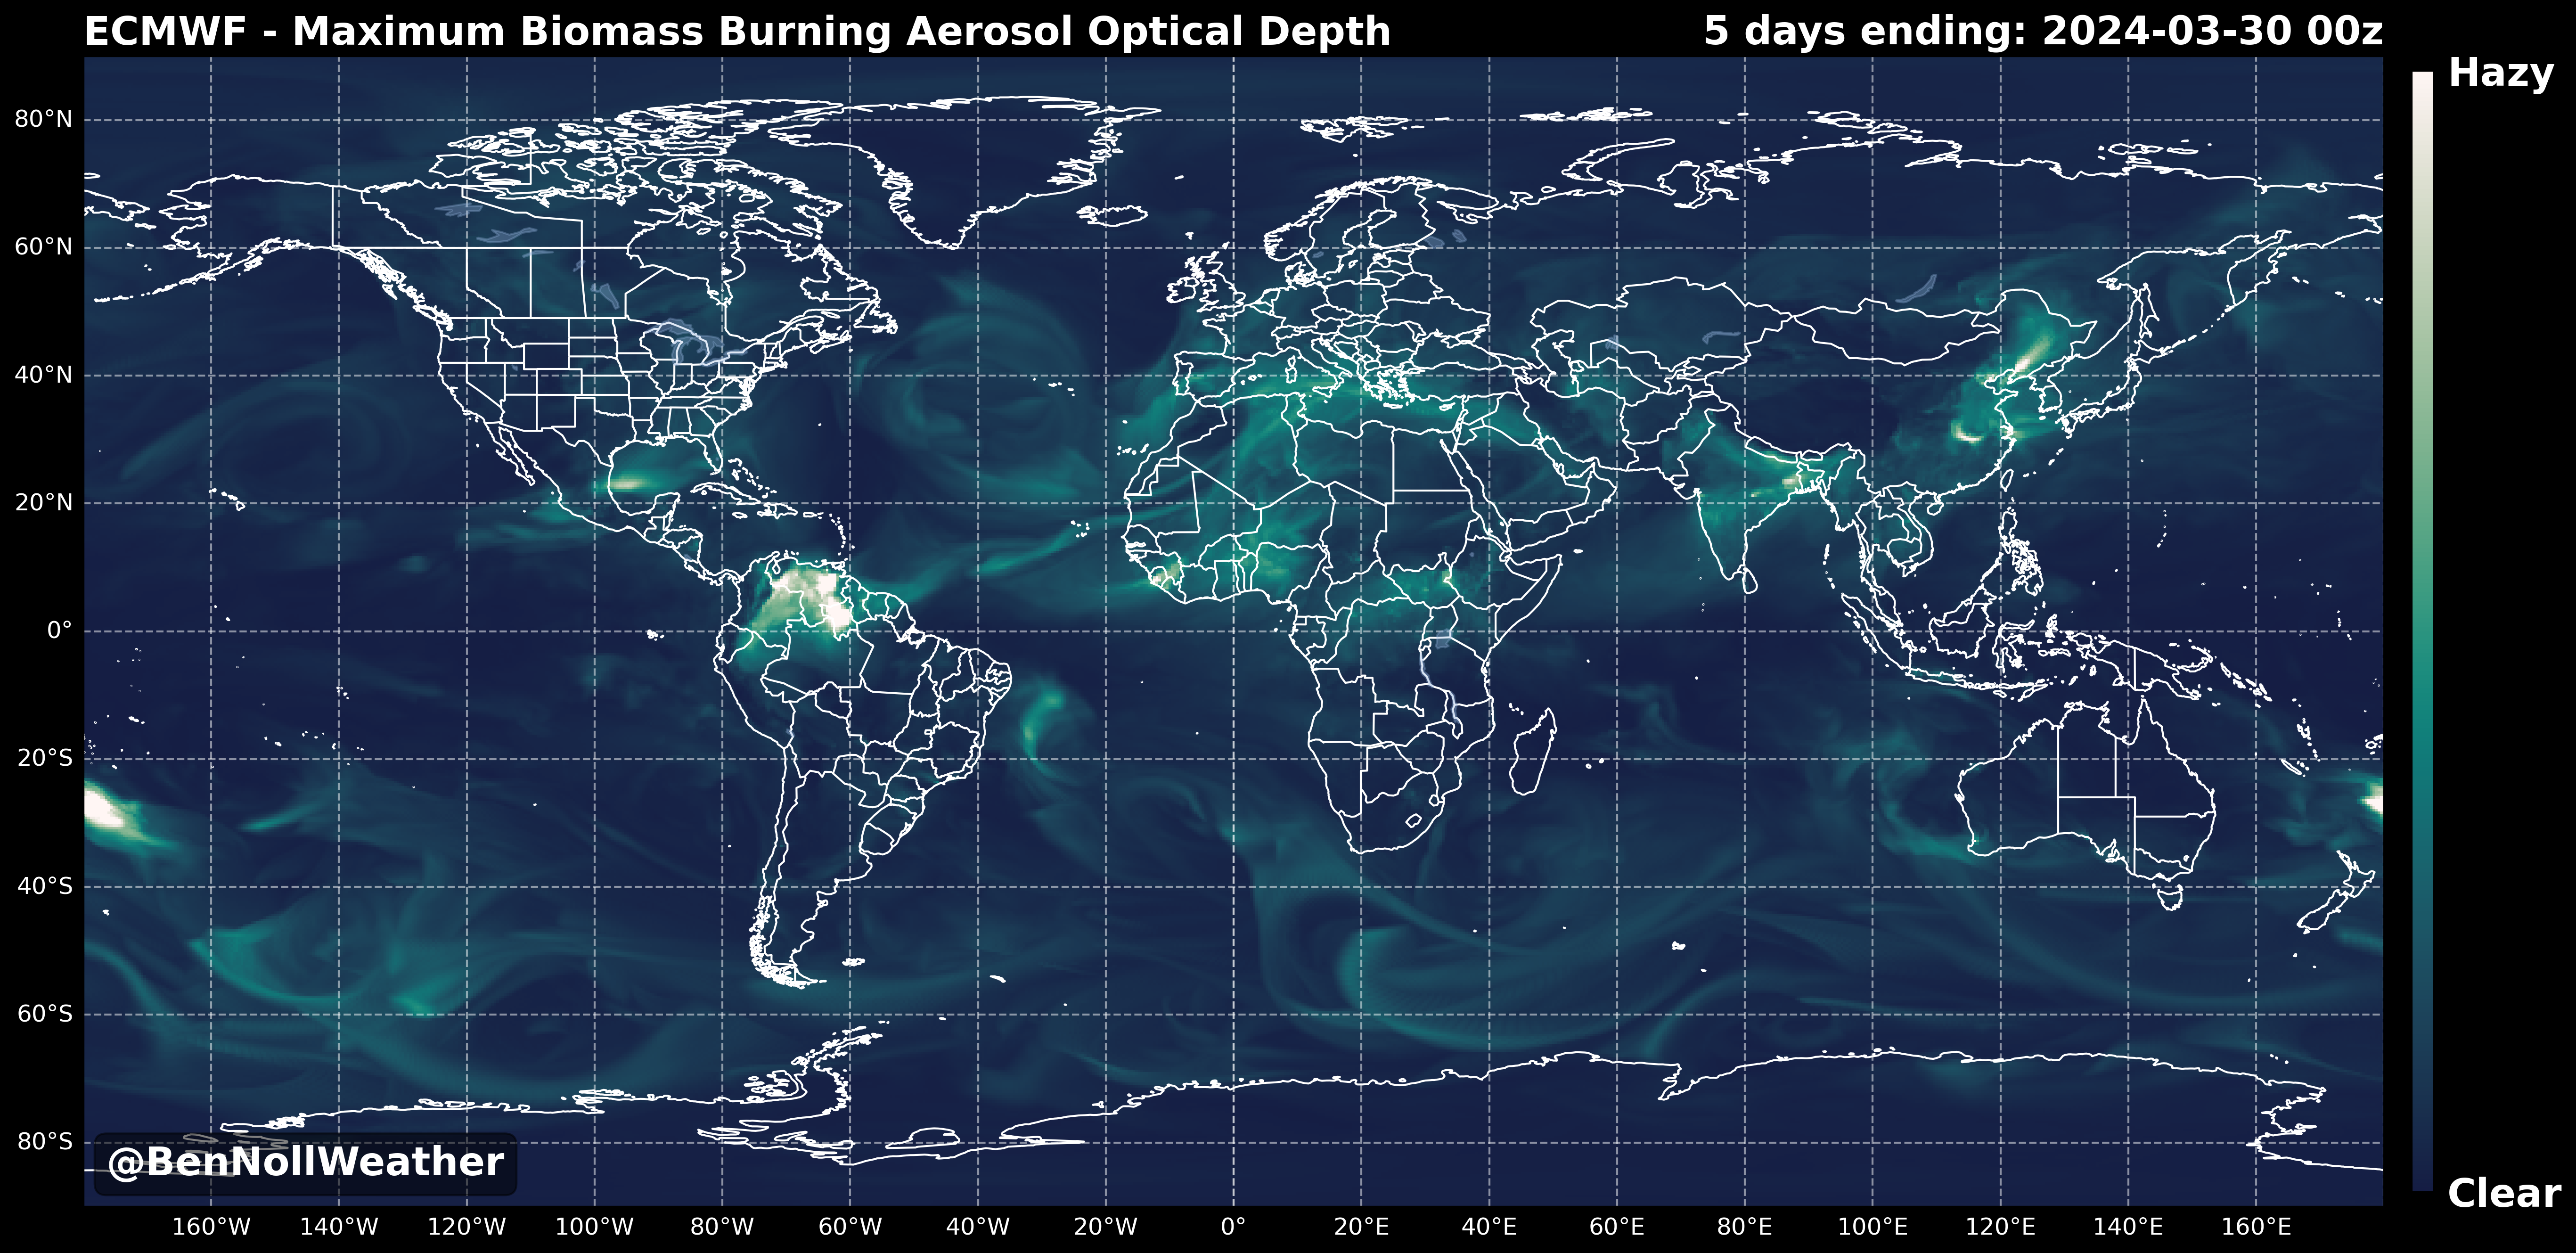 ECMWF - Maximum Biomass Burning Aerosol Optical Depth
5 days ending: 2024-03-30 00z
Hazy
80°N
60°N
40°N
20°N
0°
20°S
40°S
60°S
80°S
@BenNollWeather
Clear
160°W 140°W 120°W 100°W 80°W 60°W 40°W 20°W 0° 20°E 40°E 60°E 80°E 100°E 120°E 140°E 160°E